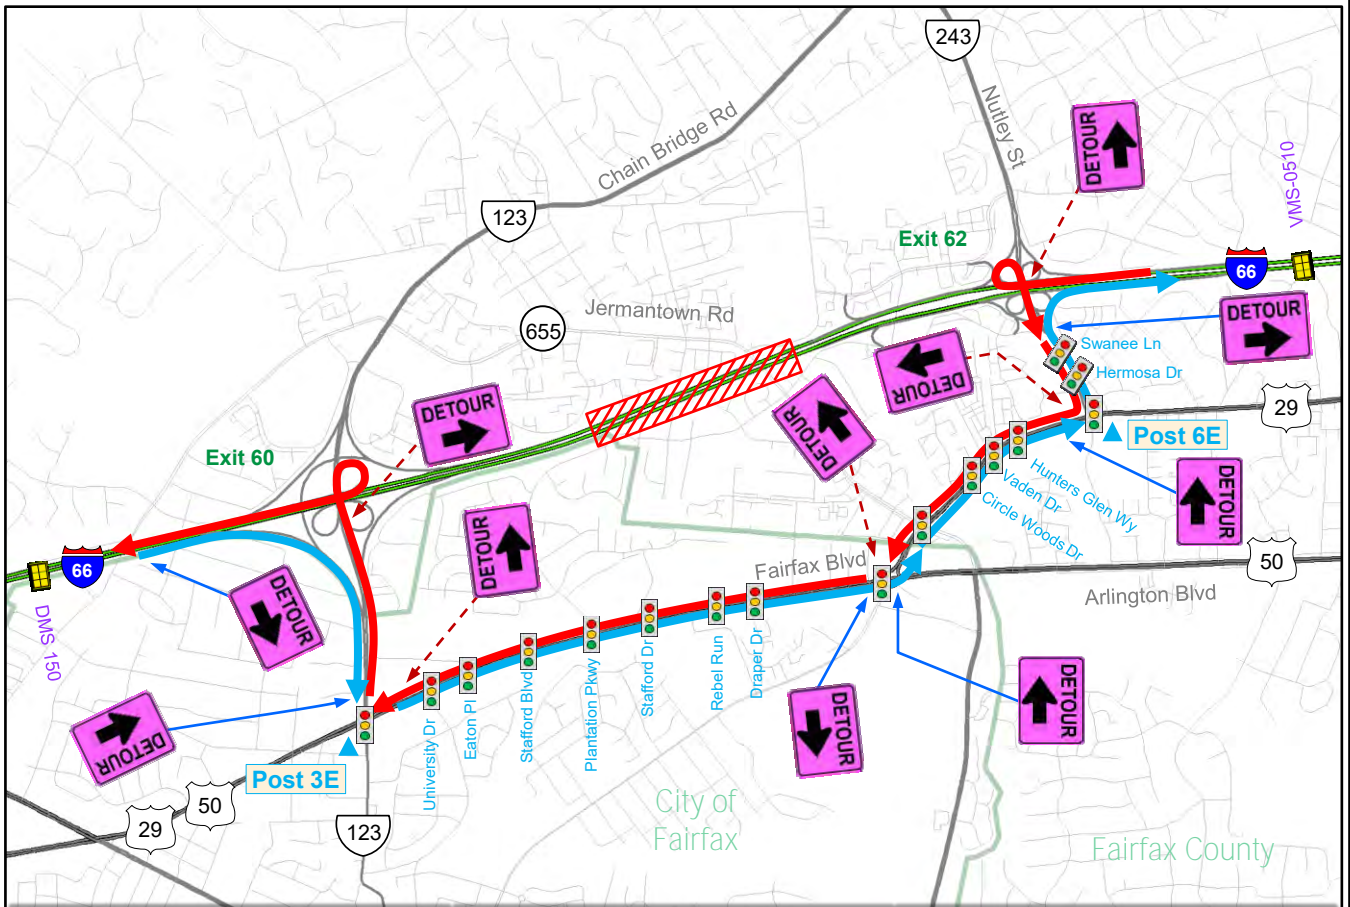 243
Nutley St
Chain Bridge Rd
DETOUR
VMS-0510
123
Exit 62
66
Jermantown Rd
655
DETOUR
Swanee Ln
Hermosa Dr
DETOUR
29
DETOUR
DETOUR
Post 6E
Exit 60
Hunters Glen Wy
Vaden Dr
Circle Woods Dr
DETOUR
DETOUR
66
DMS 150
DETOUR
Fairfax Blvd
50
Arlington Blvd
University Dr
Eaton Pl
Stafford Blvd
Plantation Pkwy
Stafford Dr
Rebel Run
Draper Dr
DETOUR
DETOUR
DETOUR
Post 3E
50
29
123
City of
Fairfax
Fairfax County